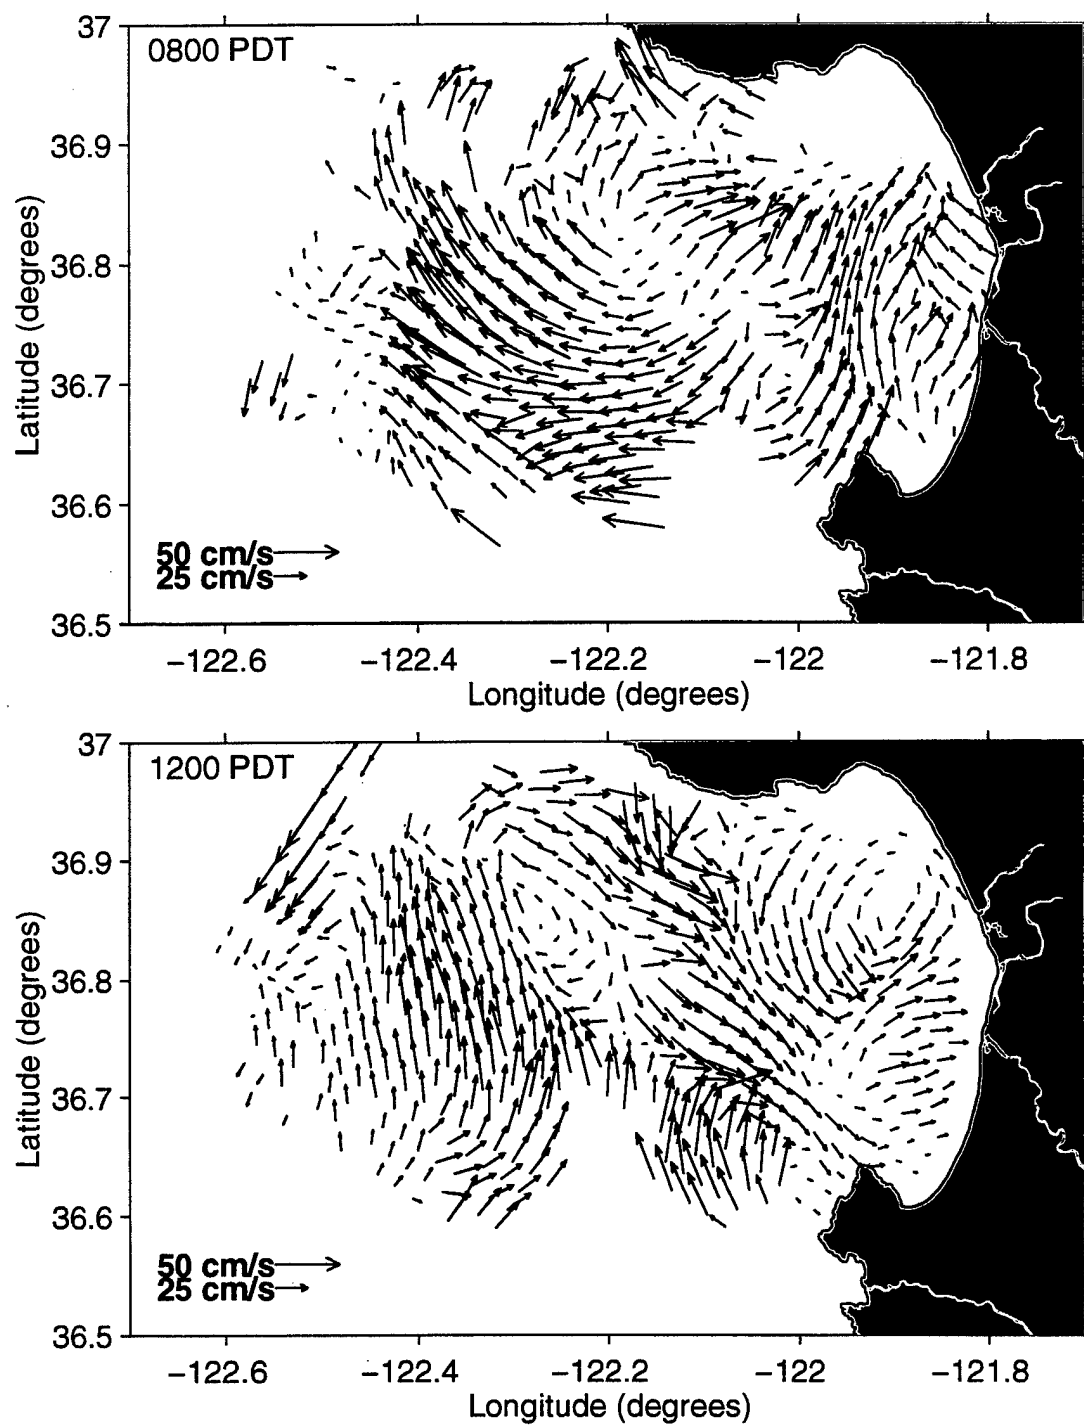 37
0800 PDT
36.9
36.8
36.7
36.6
36.5
Latitude (degrees)
50 cm/s
25 cm/s
−122.6
−122.4
−122.2
−122
−121.8
Longitude (degrees)
37
1200 PDT
36.9
36.8
36.7
36.6
36.5
Latitude (degrees)
50 cm/s
25 cm/s
−122.6
−122.4
−122.2
−122
−121.8
Longitude (degrees)